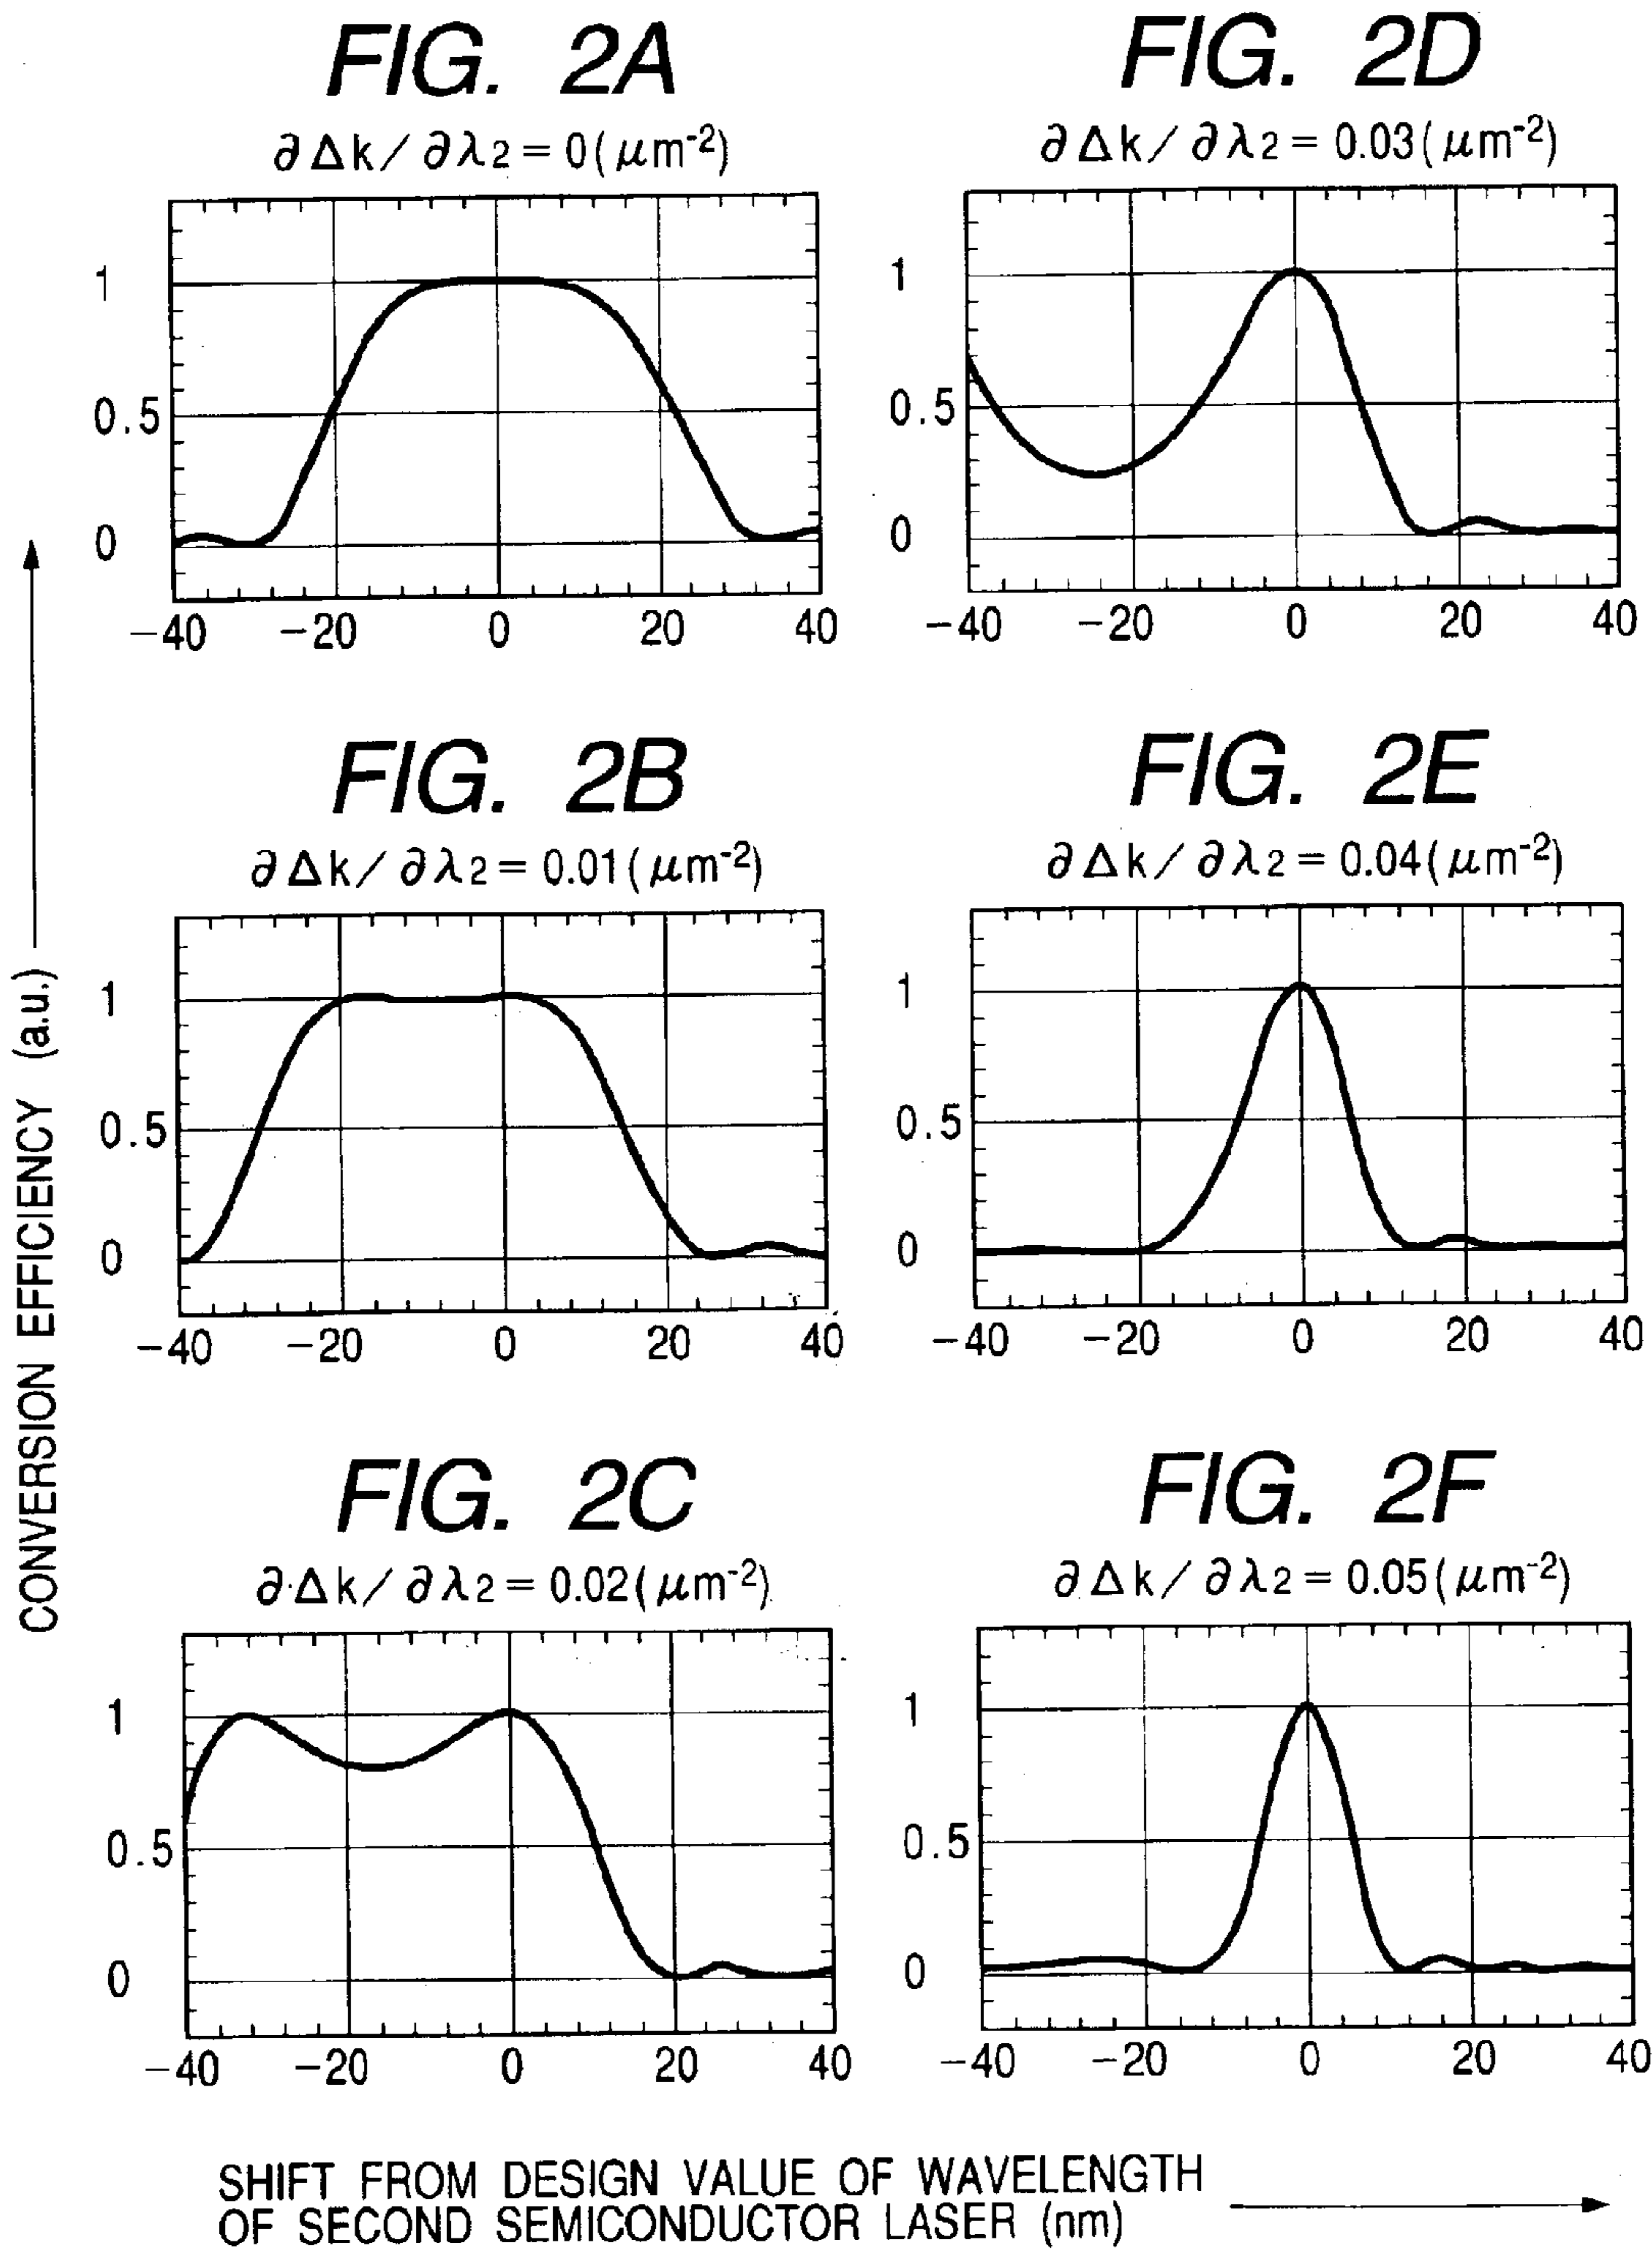 FIG. 2A
∂Δk/∂λ2 = 0 (μm-2)
1
0.5
0
-40 -20 0 20 40
FIG. 2B
∂Δk/∂λ2 = 0.01 (μm-2)
1
0.5
0
-40 -20 0 20 40
FIG. 2C
∂Δk/∂λ2 = 0.02 (μm-2)
1
0.5
0
-40 -20 0 20 40
FIG. 2D
∂Δk/∂λ2 = 0.03 (μm-2)
1
0.5
0
-40 -20 0 20 40
FIG. 2E
∂Δk/∂λ2 = 0.04 (μm-2)
1
0.5
0
-40 -20 0 20 40
FIG. 2F
∂Δk/∂λ2 = 0.05 (μm-2)
1
0.5
0
-40 -20 0 20 40
CONVERSION EFFICIENCY (a.u.)
SHIFT FROM DESIGN VALUE OF WAVELENGTH
OF SECOND SEMICONDUCTOR LASER (nm)